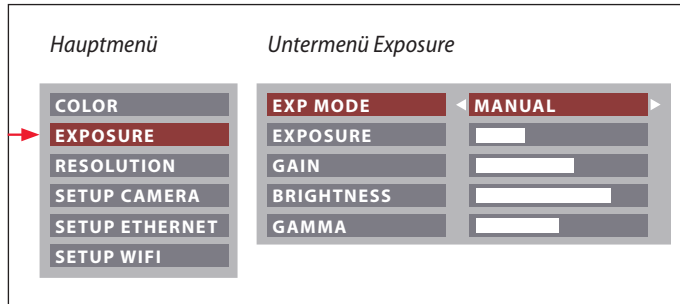 Hauptmenü
Untermenü Exposure
COLOR
EXPOSURE
RESOLUTION
SETUP CAMERA
SETUP ETHERNET
SETUP WIFI
EXP MODE MANUAL
EXPOSURE
GAIN
BRIGHTNESS
GAMMA